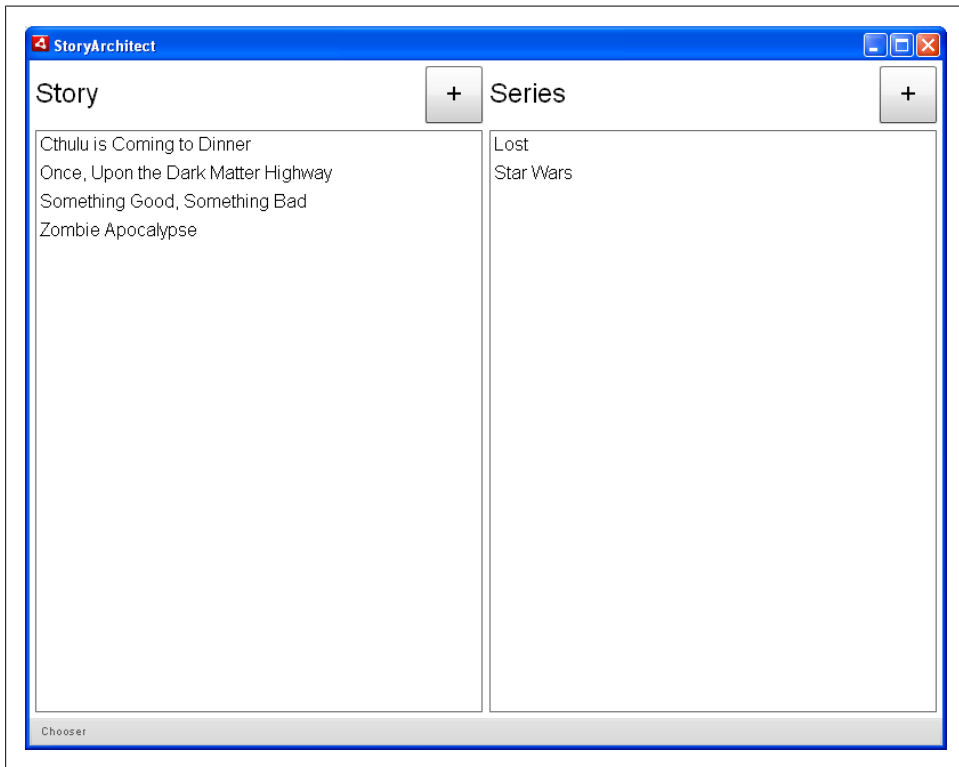 StoryArchitect
Story +
Series +
Cthulu is Coming to Dinner
Once, Upon the Dark Matter Highway
Something Good, Something Bad
Zombie Apocalypse
Lost
Star Wars
Chooser